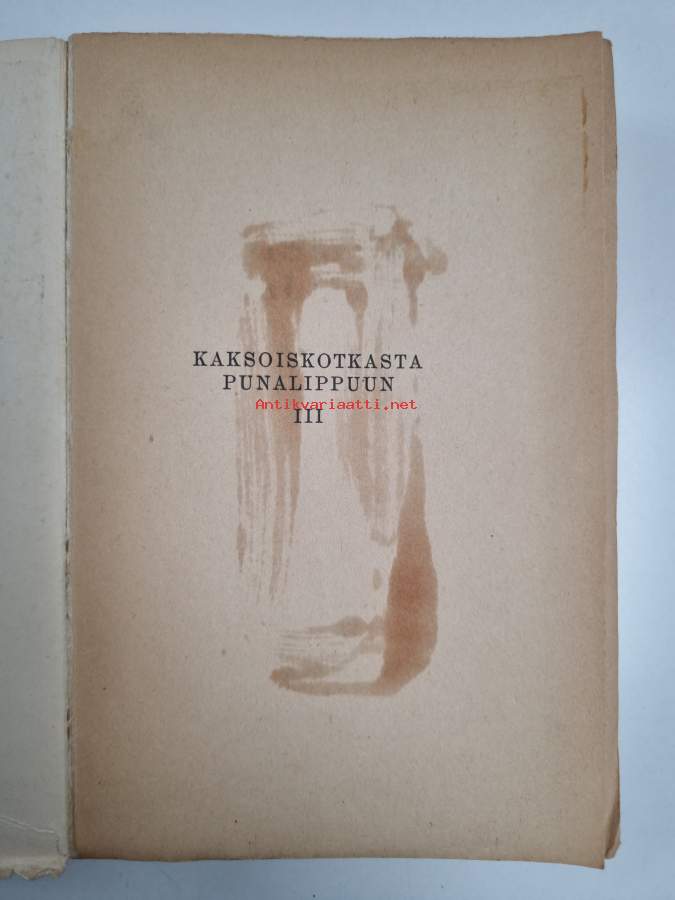 KAKSOISKOTKASTA
PUNALIPPUUN
Antikvariaatti.net
III